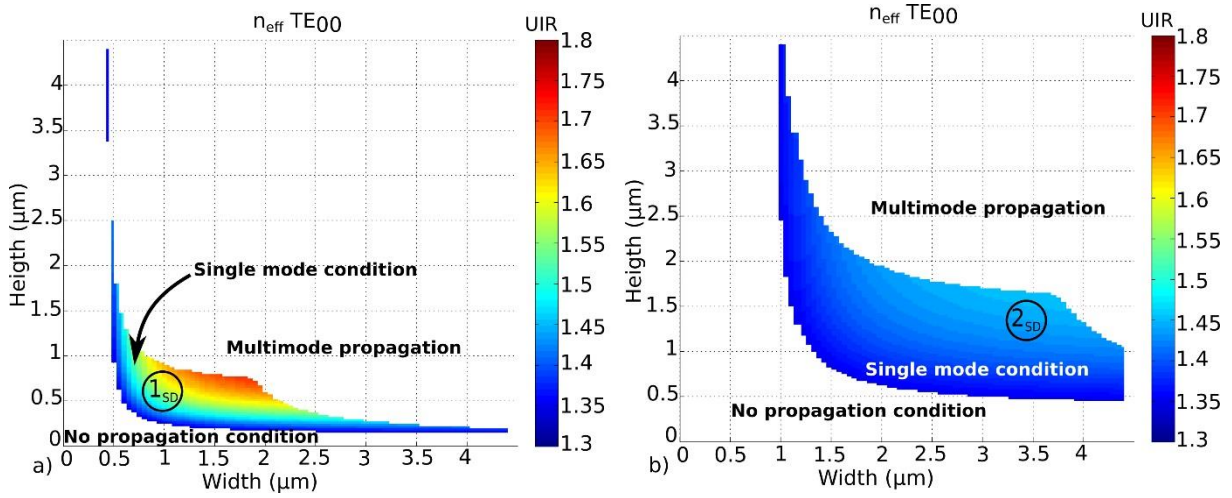 n_eff TE00
UIR
1.8
1.75
1.7
1.65
1.6
1.55
1.5
1.45
1.4
1.35
1.3
Heigth (µm)
4
3.5
3
2.5
2
1.5
1
0.5
0
Single mode condition
Multimode propagation
1SD
No propagation condition
0 0.5 1 1.5 2 2.5 3 3.5 4
a)
Width (µm)
n_eff TE00
UIR
1.8
1.75
1.7
1.65
1.6
1.55
1.5
1.45
1.4
1.35
1.3
Heigth (µm)
4
3.5
3
2.5
2
1.5
1
0.5
0
Multimode propagation
2SD
Single mode condition
No propagation condition
0 0.5 1 1.5 2 2.5 3 3.5 4
b)
Width (µm)